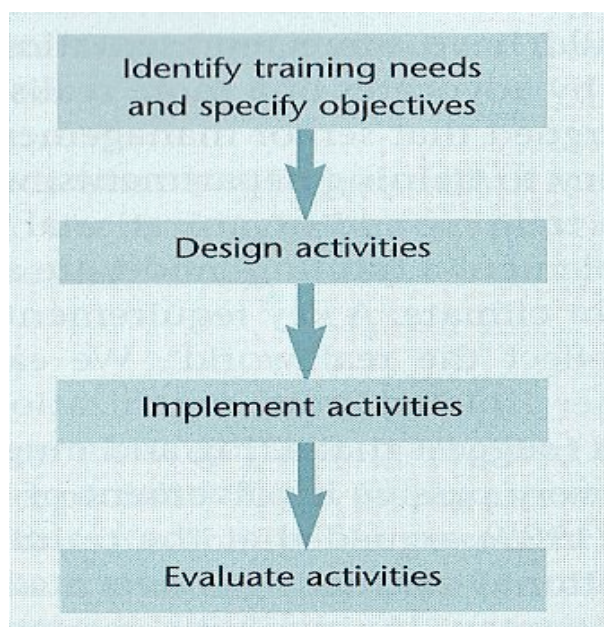 Identify training needs
and specify objectives
Design activities
Implement activities
Evaluate activities